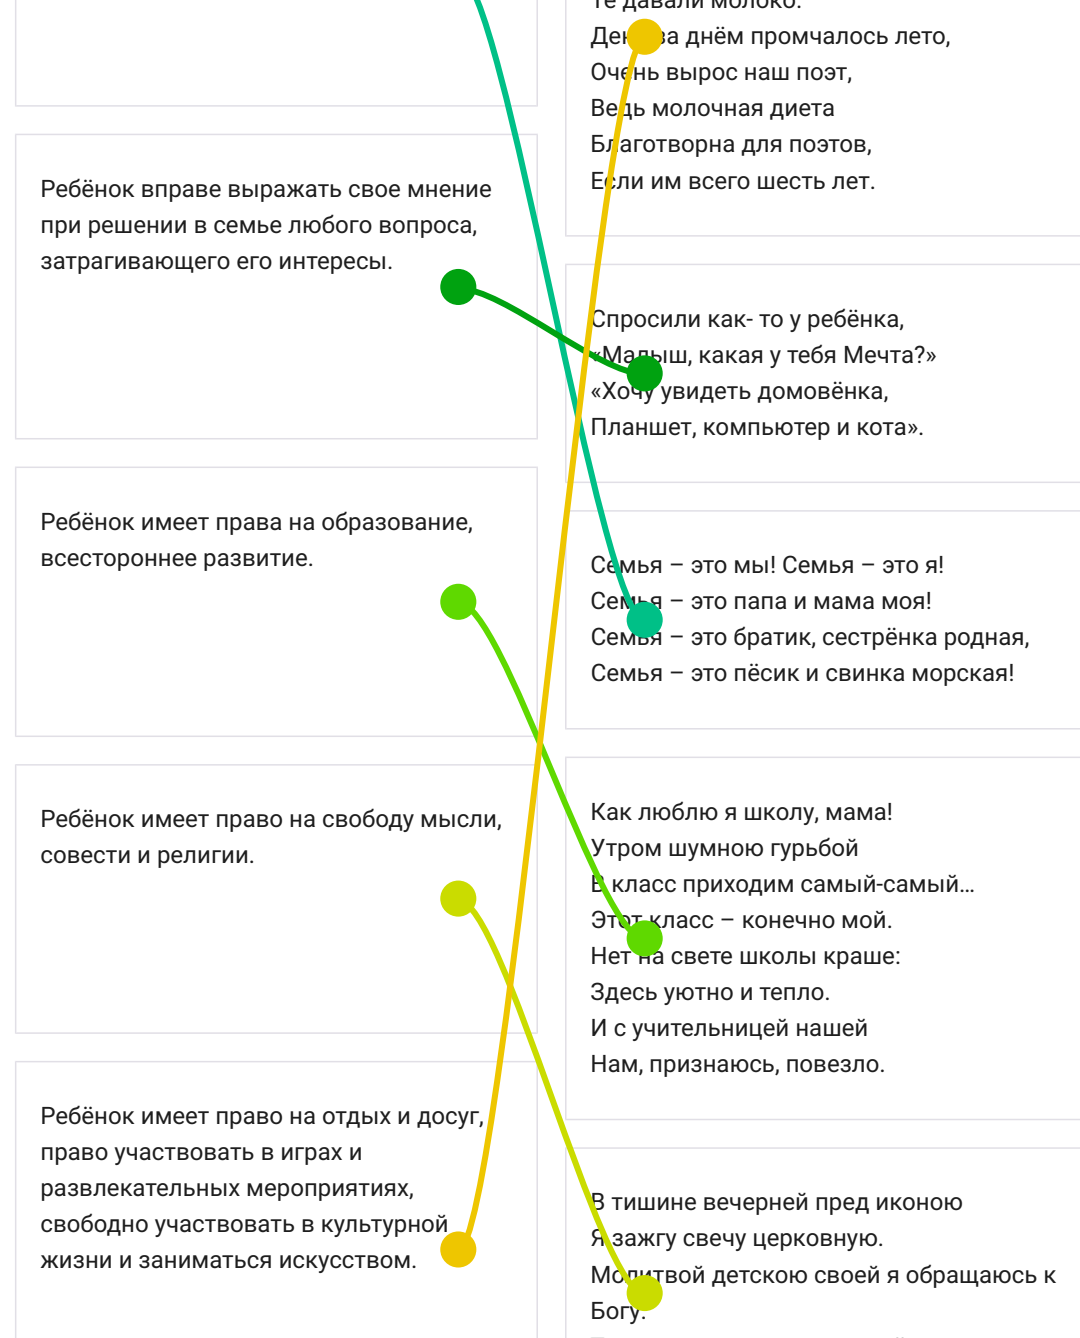 Ребёнок вправе выражать свое мнение
при решении в семье любого вопроса,
затрагивающего его интересы.
Ребёнок имеет права на образование,
всестороннее развитие.
Ребёнок имеет право на свободу мысли,
совести и религии.
Ребёнок имеет право на отдых и досуг,
право участвовать в играх и
развлекательных мероприятиях,
свободно участвовать в культурной
жизни и заниматься искусством.
Те давали молоко.
День за днём промчалось лето,
Очень вырос наш поэт,
Ведь молочная диета
Благотворна для поэтов,
Если им всего шесть лет.
Спросили как- то у ребёнка,
«Малыш, какая у тебя Мечта?»
«Хочу увидеть домовёнка,
Планшет, компьютер и кота».
Семья – это мы! Семья – это я!
Семья – это папа и мама моя!
Семья – это братик, сестрёнка родная,
Семья – это пёсик и свинка морская!
Как люблю я школу, мама!
Утром шумною гурьбой
В класс приходим самый-самый...
Этот класс – конечно мой.
Нет на свете школы краше:
Здесь уютно и тепло.
И с учительницей нашей
Нам, признаюсь, повезло.
В тишине вечерней пред иконою
Я зажгу свечу церковную.
Молитвой детскою своей я обращаюсь к
Богу.